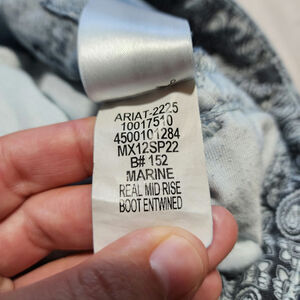 ARIAT-2225
10017510
4500101284
MX12SP22
B# 152
MARINE
REAL MID RISE
BOOT ENTWINED